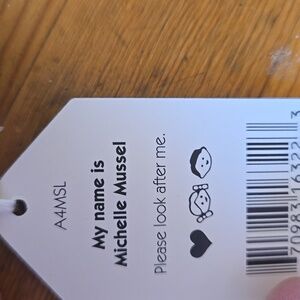 A4MSL
My name is
Michelle Mussel
Please look after me.